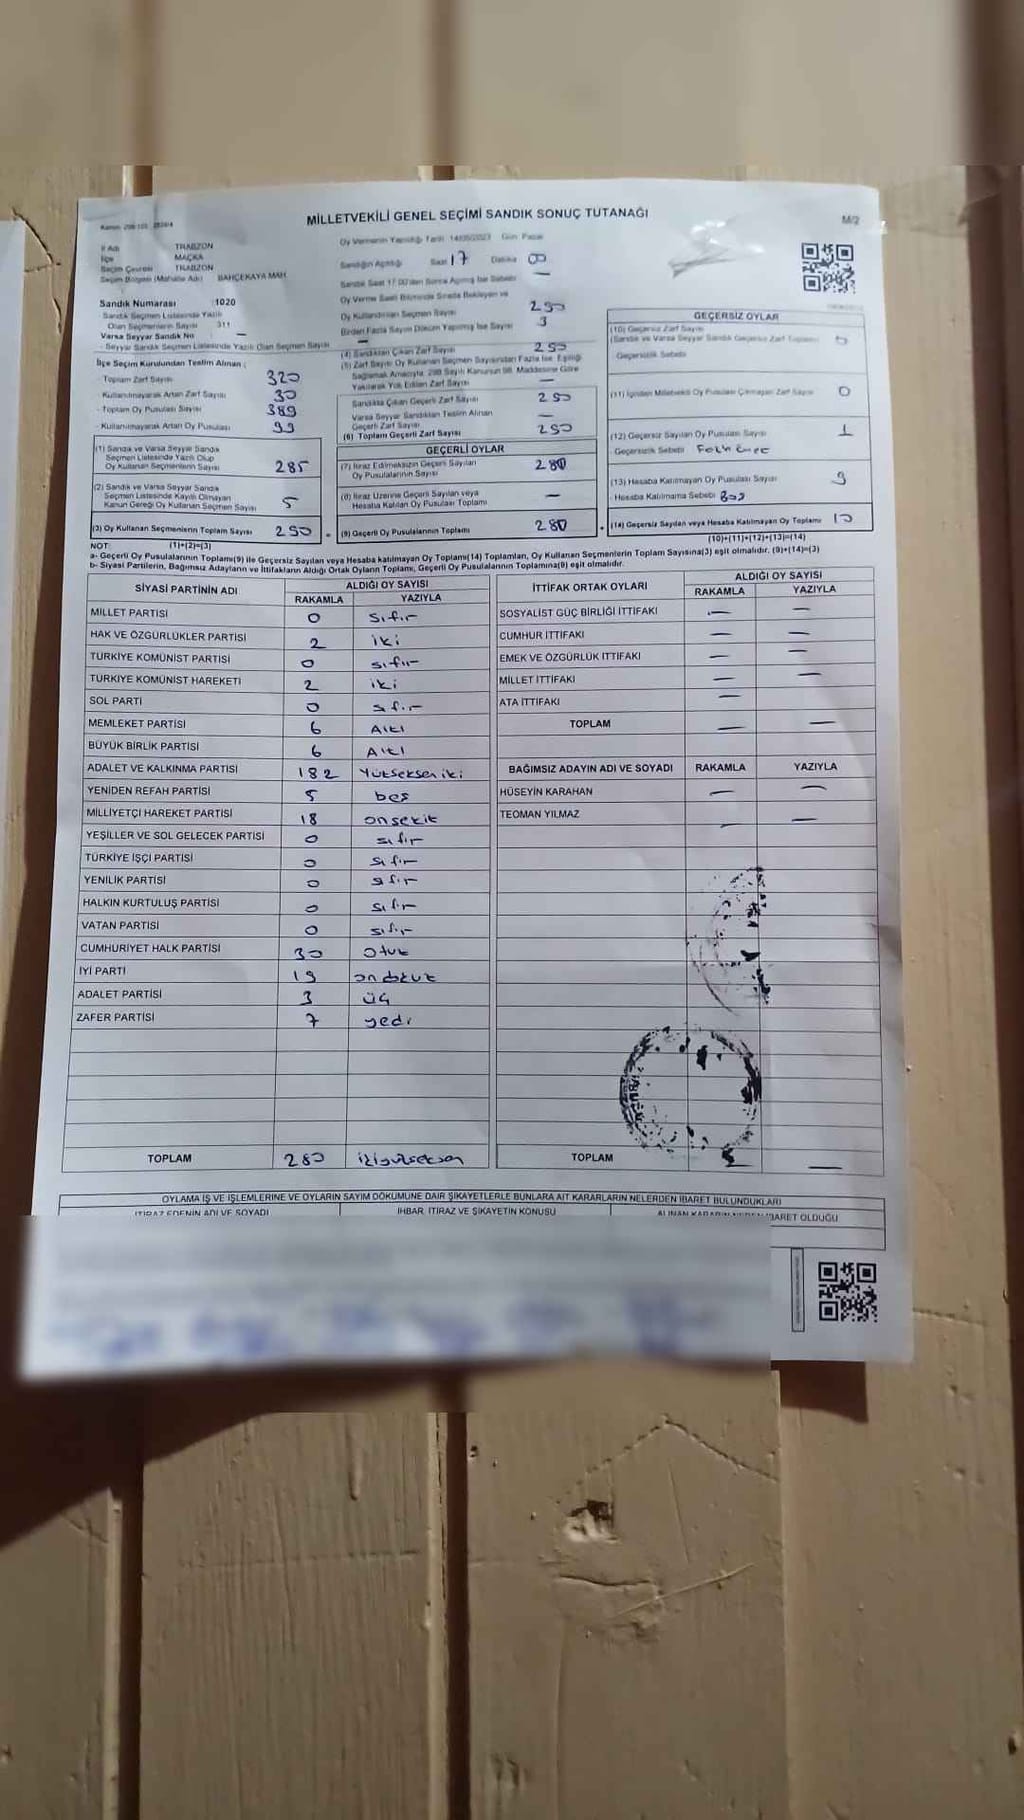 MİLLETVEKİLİ GENEL SEÇİMİ SANDIK SONUÇ TUTANAĞI
M/2
İl Adı TRABZON
İlçe MAÇKA
Seçim Çevresi TRABZON
Seçim Bölgesi (Mahalle Adı) BAHÇEKAYA MAH.
Oy Vermenin Yapıldığı Tarih 14/05/2023 Gün Pazar
Sandığın Açıldığı Saat 17 Dakika 00
Sandık Saat 17.00'den Sonra Açılmış İse Sebebi —
Sandık Numarası :1020
Sandık Seçmen Listesinde Yazılı
Olan Seçmenlerin Sayısı 311
Varsa Seyyar Sandık No —
- Seyyar Sandık Seçmen Listesinde Yazılı Olan Seçmen Sayısı —
Oy Verme Saati Bitiminde Sırada Bekleyen ve
Oy Kullandırılan Seçmen Sayısı
Birden Fazla Sayım Döküm Yapılmış İse Sayısı
İlçe Seçim Kurulundan Teslim Alınan ;
- Toplam Zarf Sayısı 320
- Kullanılmayarak Artan Zarf Sayısı 30
- Toplam Oy Pusulası Sayısı 389
- Kullanılmayarak Artan Oy Pusulası 99
(1) Sandık ve Varsa Seyyar Sandık
Seçmen Listesinde Yazılı Olup
Oy Kullanan Seçmenlerin Sayısı 285
(2) Sandık ve Varsa Seyyar Sandık
Seçmen Listesinde Kayıtlı Olmayan
Kanun Gereği Oy Kullanan Seçmenlerin Sayısı 5
(3) Oy Kullanan Seçmenlerin Toplam Sayısı 290
(1)+(2)=(3)
(4) Sandıktan Çıkan Zarf Sayısı 290
(5) Zarf Sayısı Oy Kullanan Seçmen Sayısından Fazla İse, Eşitliği
Sağlamak Amacıyla, 298 Sayılı Kanunun 98. Maddesine Göre
Yakılarak Yok Edilen Zarf Sayısı —
Sandıkta Çıkan Geçerli Zarf Sayısı 290
Varsa Seyyar Sandıktan Teslim Alınan
Geçerli Zarf Sayısı —
(6) Toplam Geçerli Zarf Sayısı 290
GEÇERLİ OYLAR
(7) İtiraz Edilmeksizin Geçerli Sayılan
Oy Pusulalarının Sayısı 280
(8) İtiraz Üzerine Geçerli Sayılan veya
Hesaba Katılan Oy Pusulası Toplamı —
(9) Geçerli Oy Pusulalarının Toplamı 280
GEÇERSİZ OYLAR
(10) Geçersiz Zarf Sayısı
(Sandık ve Varsa Seyyar Sandık Geçersiz Zarf Toplamı)
Geçersizlik Sebebi
(11) İçinden Milletvekili Oy Pusulası Çıkmayan Zarf Sayısı 0
(12) Geçersiz Sayılan Oy Pusulası Sayısı 1
Geçersizlik Sebebi
(13) Hesaba Katılmayan Oy Pusulası Sayısı 9
Hesaba Katılmama Sebebi Boş
(14) Geçersiz Sayılan veya Hesaba Katılmayan Oy Toplamı 10
(10)+(11)+(12)+(13)=(14)
NOT:
a- Geçerli Oy Pusulalarının Toplamı(9) ile Geçersiz Sayılan veya Hesaba katılmayan Oy Toplamı(14) Toplamları, Oy Kullanan Seçmenlerin Toplam Sayısına(3) eşit olmalıdır. (9)+(14)=(3)
b- Siyasi Partilerin, Bağımsız Adayların ve İttifakların Aldığı Ortak Oyların Toplamı, Geçerli Oy Pusulalarının Toplamına(9) eşit olmalıdır.
SİYASİ PARTİNİN ADI ALDIĞI OY SAYISI
RAKAMLA YAZIYLA
MİLLET PARTİSİ 0 sıfır
HAK VE ÖZGÜRLÜKLER PARTİSİ 2 iki
TÜRKİYE KOMÜNİST PARTİSİ 0 sıfır
TÜRKİYE KOMÜNİST HAREKETİ 2 iki
SOL PARTİ 0 sıfır
MEMLEKET PARTİSİ 6 Altı
BÜYÜK BİRLİK PARTİSİ 6 Altı
ADALET VE KALKINMA PARTİSİ 182 Yüzseksen iki
YENİDEN REFAH PARTİSİ 5 beş
MİLLİYETÇİ HAREKET PARTİSİ 18 onsekiz
YEŞİLLER VE SOL GELECEK PARTİSİ 0 sıfır
TÜRKİYE İŞÇİ PARTİSİ 0 sıfır
YENİLİK PARTİSİ 0 sıfır
HALKIN KURTULUŞ PARTİSİ 0 sıfır
VATAN PARTİSİ 0 sıfır
CUMHURİYET HALK PARTİSİ 30 otuz
İYİ PARTİ 19 on dokuz
ADALET PARTİSİ 3 üç
ZAFER PARTİSİ 7 yedi
TOPLAM 280 ikiyüzseksen
İTTİFAK ORTAK OYLARI ALDIĞI OY SAYISI
RAKAMLA YAZIYLA
SOSYALİST GÜÇ BİRLİĞİ İTTİFAKI — —
CUMHUR İTTİFAKI — —
EMEK VE ÖZGÜRLÜK İTTİFAKI — —
MİLLET İTTİFAKI — —
ATA İTTİFAKI —
TOPLAM — —
BAĞIMSIZ ADAYIN ADI VE SOYADI RAKAMLA YAZIYLA
HÜSEYİN KARAHAN — —
TEOMAN YILMAZ — —
TOPLAM —
OYLAMA İŞ VE İŞLEMLERİNE VE OYLARIN SAYIM DÖKÜMÜNE DAİR ŞİKAYETLERLE BUNLARA AİT KARARLARIN NELERDEN İBARET BULUNDUKLARI
İTİRAZ EDENİN ADI VE SOYADI İHBAR, İTİRAZ VE ŞİKAYETİN KONUSU ALINAN KARARIN NEDEN İBARET OLDUĞU